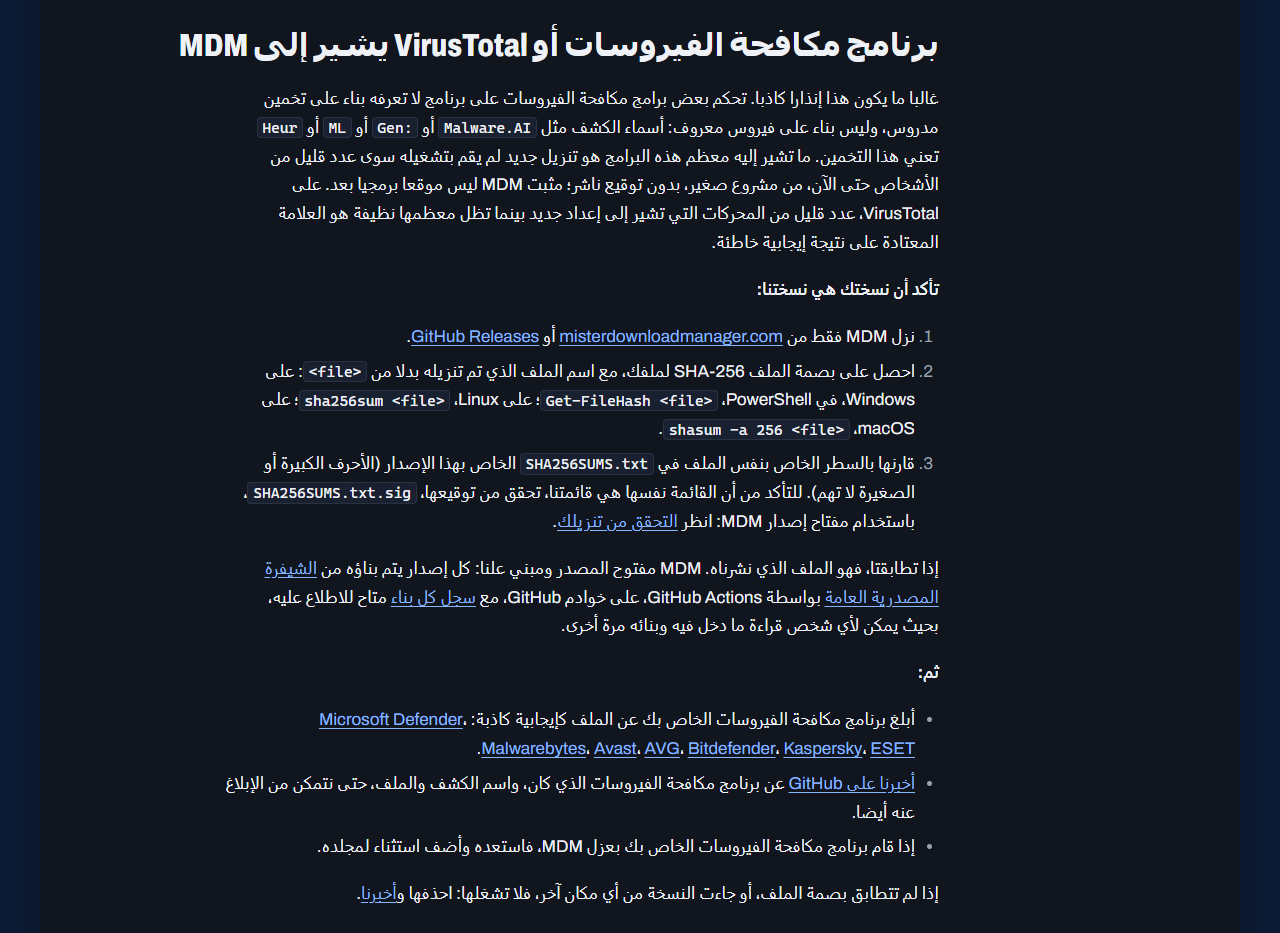 برنامج مكافحة الفيروسات أو VirusTotal يشير إلى MDM
غالبا ما يكون هذا إنذارا كاذبا. تحكم بعض برامج مكافحة الفيروسات على برنامج لا تعرفه بناء على تخمين
مدروس، وليس بناء على فيروس معروف: أسماء الكشف مثل Malware.AI أو Gen: أو ML أو Heur
تعني هذا التخمين. ما تشير إليه معظم هذه البرامج هو تنزيل جديد لم يقم بتشغيله سوى عدد قليل من
الأشخاص حتى الآن، من مشروع صغير، بدون توقيع ناشر؛ مثبت MDM ليس موقعا برمجيا بعد. على
VirusTotal، عدد قليل من المحركات التي تشير إلى إعداد جديد بينما تظل معظمها نظيفة هو العلامة
المعتادة على نتيجة إيجابية خاطئة.
تأكد أن نسختك هي نسختنا:
1. نزل MDM فقط من misterdownloadmanager.com أو GitHub Releases.
2. احصل على بصمة الملف SHA-256 لملفك، مع اسم الملف الذي تم تنزيله بدلا من <file>: على
Windows، في PowerShell، Get-FileHash <file>؛ على Linux، sha256sum <file>؛ على
macOS، shasum -a 256 <file>.
3. قارنها بالسطر الخاص بنفس الملف في SHA256SUMS.txt الخاص بهذا الإصدار (الأحرف الكبيرة أو
الصغيرة لا تهم). للتأكد من أن القائمة نفسها هي قائمتنا، تحقق من توقيعها، SHA256SUMS.txt.sig،
باستخدام مفتاح إصدار MDM: انظر التحقق من تنزيلك.
إذا تطابقتا، فهو الملف الذي نشرناه. MDM مفتوح المصدر ومبني علنا: كل إصدار يتم بناؤه من الشيفرة
المصدرية العامة بواسطة GitHub Actions، على خوادم GitHub، مع سجل كل بناء متاح للاطلاع عليه،
بحيث يمكن لأي شخص قراءة ما دخل فيه وبنائه مرة أخرى.
ثم:
• أبلغ برنامج مكافحة الفيروسات الخاص بك عن الملف كإيجابية كاذبة: Microsoft Defender،
Malwarebytes، Avast، AVG، Bitdefender، Kaspersky، ESET.
• أخبرنا على GitHub عن برنامج مكافحة الفيروسات الذي كان، واسم الكشف والملف، حتى نتمكن من الإبلاغ
عنه أيضا.
• إذا قام برنامج مكافحة الفيروسات الخاص بك بعزل MDM، فاستعده وأضف استثناء لمجلده.
إذا لم تتطابق بصمة الملف، أو جاءت النسخة من أي مكان آخر، فلا تشغلها: احذفها وأخبرنا.